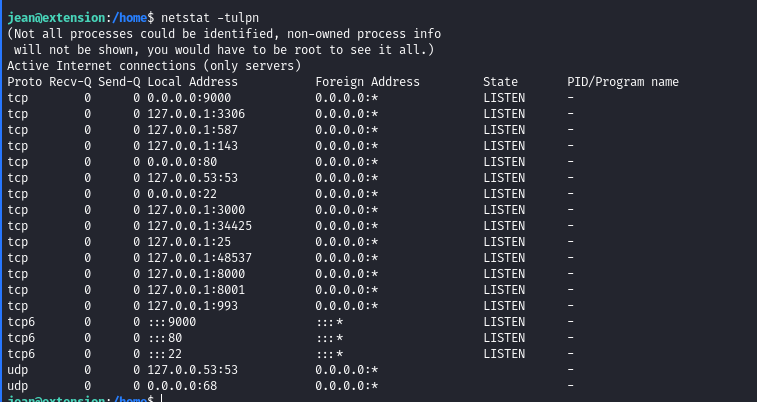 jean@extension:/home$ netstat -tulpn
(Not all processes could be identified, non-owned process info
 will not be shown, you would have to be root to see it all.)
Active Internet connections (only servers)
Proto Recv-Q Send-Q Local Address           Foreign Address         State       PID/Program name
tcp        0      0 0.0.0.0:9000            0.0.0.0:*               LISTEN      -
tcp        0      0 127.0.0.1:3306          0.0.0.0:*               LISTEN      -
tcp        0      0 127.0.0.1:587           0.0.0.0:*               LISTEN      -
tcp        0      0 127.0.0.1:143           0.0.0.0:*               LISTEN      -
tcp        0      0 0.0.0.0:80              0.0.0.0:*               LISTEN      -
tcp        0      0 127.0.0.53:53           0.0.0.0:*               LISTEN      -
tcp        0      0 0.0.0.0:22              0.0.0.0:*               LISTEN      -
tcp        0      0 127.0.0.1:3000          0.0.0.0:*               LISTEN      -
tcp        0      0 127.0.0.1:34425         0.0.0.0:*               LISTEN      -
tcp        0      0 127.0.0.1:25            0.0.0.0:*               LISTEN      -
tcp        0      0 127.0.0.1:48537         0.0.0.0:*               LISTEN      -
tcp        0      0 127.0.0.1:8000          0.0.0.0:*               LISTEN      -
tcp        0      0 127.0.0.1:8001          0.0.0.0:*               LISTEN      -
tcp        0      0 127.0.0.1:993           0.0.0.0:*               LISTEN      -
tcp6       0      0 :::9000                 :::*                    LISTEN      -
tcp6       0      0 :::80                   :::*                    LISTEN      -
tcp6       0      0 :::22                   :::*                    LISTEN      -
udp        0      0 127.0.0.53:53           0.0.0.0:*                           -
udp        0      0 0.0.0.0:68              0.0.0.0:*                           -
jean@extension:/home$